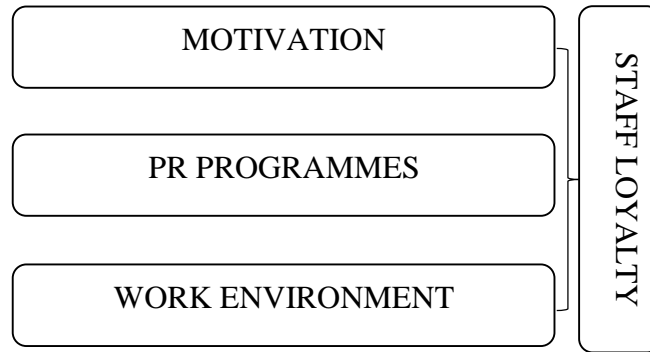 MOTIVATION
PR PROGRAMMES
WORK ENVIRONMENT
STAFF LOYALTY